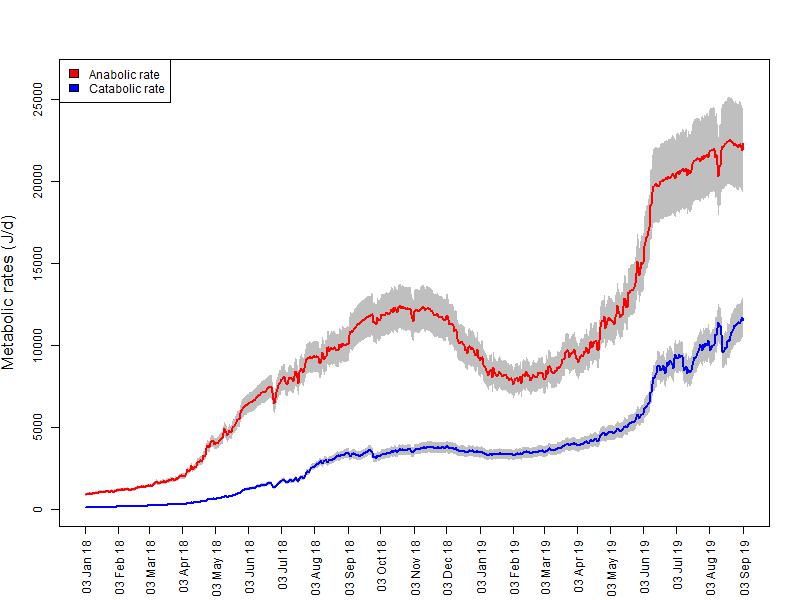 Anabolic rate
Catabolic rate
Metabolic rates (J/d)
25000
20000
15000
10000
5000
0
03 Jan 18
03 Feb 18
03 Mar 18
03 Apr 18
03 May 18
03 Jun 18
03 Jul 18
03 Aug 18
03 Sep 18
03 Oct 18
03 Nov 18
03 Dec 18
03 Jan 19
03 Feb 19
03 Mar 19
03 Apr 19
03 May 19
03 Jun 19
03 Jul 19
03 Aug 19
03 Sep 19